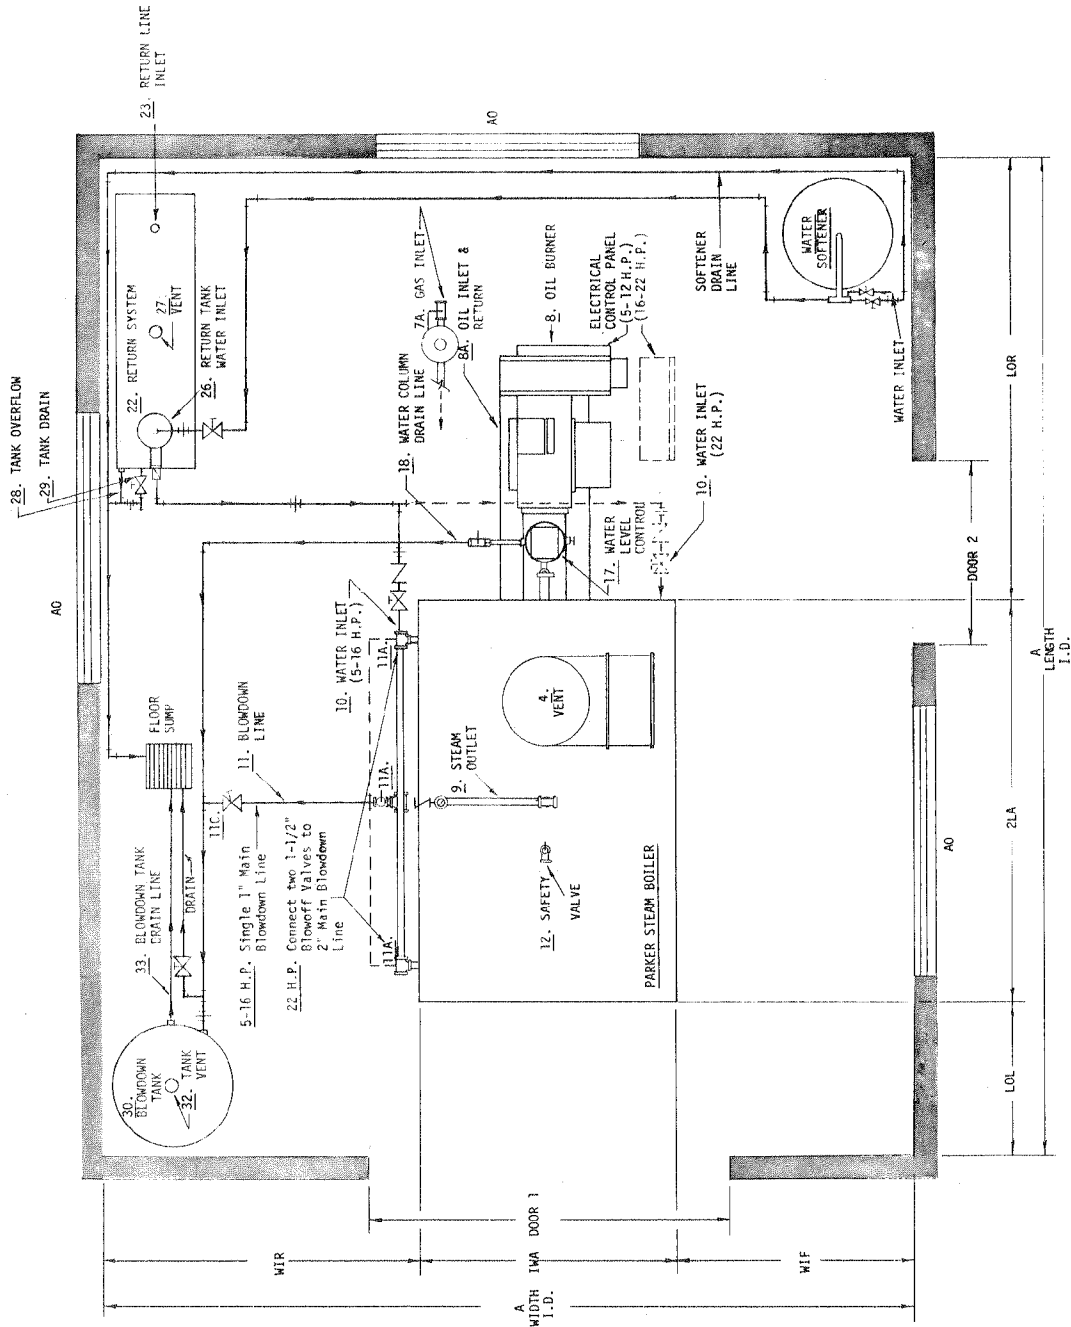 23. RETURN LINE
INLET
28. TANK OVERFLOW
29. TANK DRAIN
22. RETURN SYSTEM
27.
VENT
26. RETURN TANK
WATER INLET
AO
AO
FLOOR
SUMP
33. BLOWDOWN TANK
DRAIN LINE
DRAIN
30.
BLOWDOWN
TANK
32. TANK
VENT
11C.
11. BLOWDOWN
LINE
5-16 H.P. Single 1" Main
Blowdown Line
22 H.P. Connect two 1-1/2"
Blowoff Valves to
2" Main Blowdown
Line
11A.
11A.
11A.
10. WATER INLET
(5-16 H.P.)
18. WATER COLUMN
DRAIN LINE
7A. GAS INLET
8A. OIL INLET &
RETURN
8. OIL BURNER
ELECTRICAL
CONTROL PANEL
(5-12 H.P.)
(16-22 H.P.)
10. WATER INLET
(22 H.P.)
17. WATER
LEVEL
CONTROL
SOFTENER
DRAIN
LINE
WATER
SOFTENER
WATER INLET
9. STEAM
OUTLET
4.
VENT
12. SAFETY
VALVE
PARKER STEAM BOILER
AO
DOOR 2
LOR
2LA
LOL
A
LENGTH
I.D.
DOOR 1
WIR
IWA
WIF
A
WIDTH
I.D.